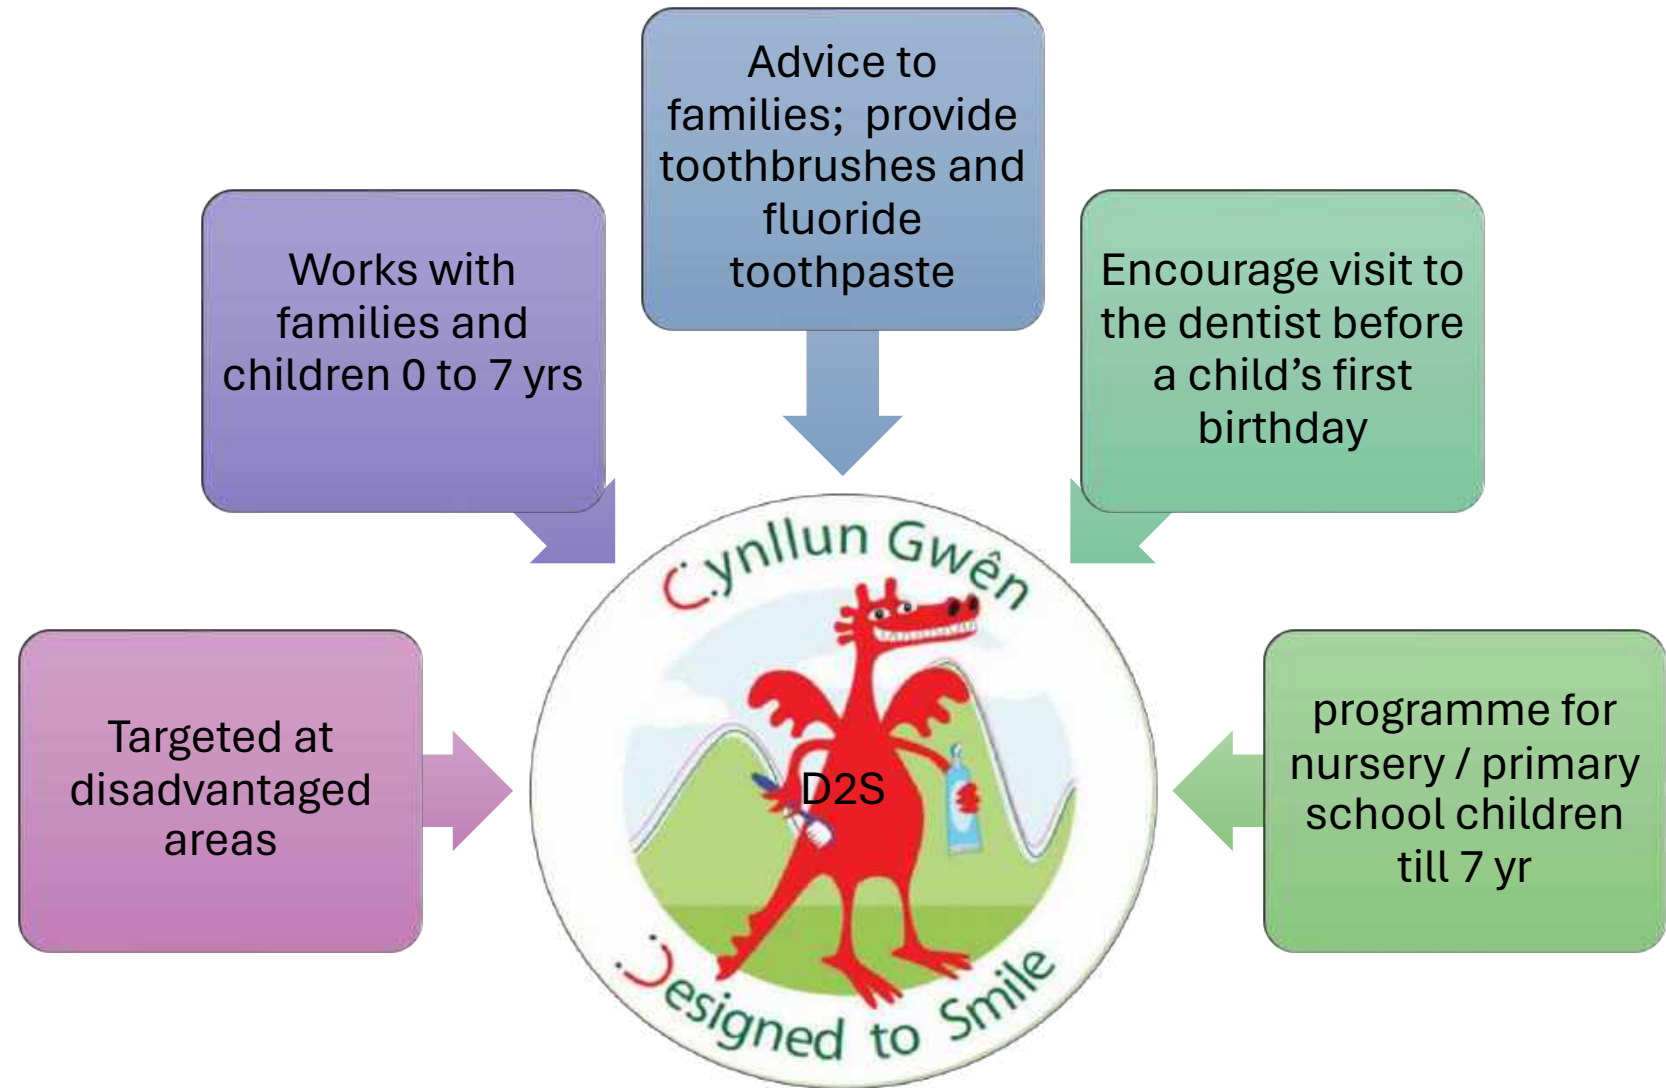 Advice to
families;  provide
toothbrushes and
fluoride
toothpaste
Works with
families and
children 0 to 7 yrs
Encourage visit to
the dentist before
a child’s first
birthday
Targeted at
disadvantaged
areas
programme for
nursery / primary
school children
till 7 yr
Cynllun Gwên
D2S
Designed to Smile